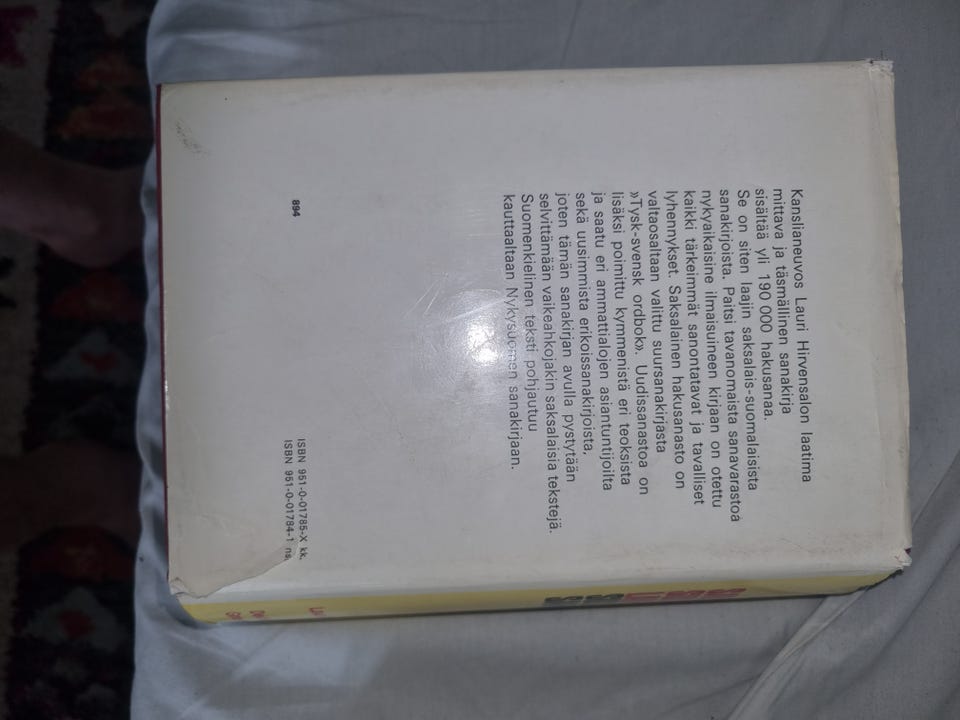 Kanslianeuvos Lauri Hirvensalon laatima
mittava ja täsmällinen sanakirja
sisältää yli 190 000 hakusanaa.
Se on siten laajin saksalais-suomalaisista
sanakirjoista. Paitsi tavanomaista sanavarastoa
nykyaikaisine ilmaisuineen kirjaan on otettu
kaikki tärkeimmät sanontatavat ja tavalliset
lyhennykset. Saksalainen hakusanasto on
valtaosaltaan valittu suursanakirjasta
»Tysk-svensk ordbok». Uudissanastoa on
lisäksi poimittu kymmenistä eri teoksista
ja saatu eri ammattialojen asiantuntijoilta
sekä uusimmista erikoissanakirjoista,
joten tämän sanakirjan avulla pystytään
selvittämään vaikeahkojakin saksalaisia tekstejä.
Suomenkielinen teksti pohjautuu
kauttaaltaan Nykysuomen sanakirjaan.
894
ISBN 951-0-01785-X kk.
ISBN 951-0-01784-1 ns.